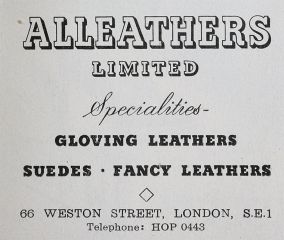 ALLEATHERS
LIMITED
Specialities-
GLOVING LEATHERS
SUEDES · FANCY LEATHERS
66 WESTON STREET, LONDON, S.E.1
Telephone: HOP 0443